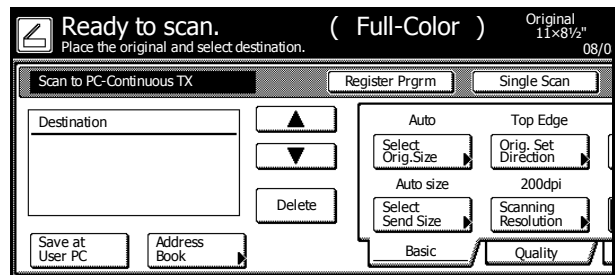 Ready to scan. ( Full-Color ) Original
Place the original and select destination. 11×8½"
08/0
Scan to PC-Continuous TX Register Prgrm Single Scan
Destination
Auto Top Edge
Select Orig.Size
Orig. Set Direction
Delete
Auto size 200dpi
Select Send Size
Scanning Resolution
Save at User PC
Address Book
Basic Quality